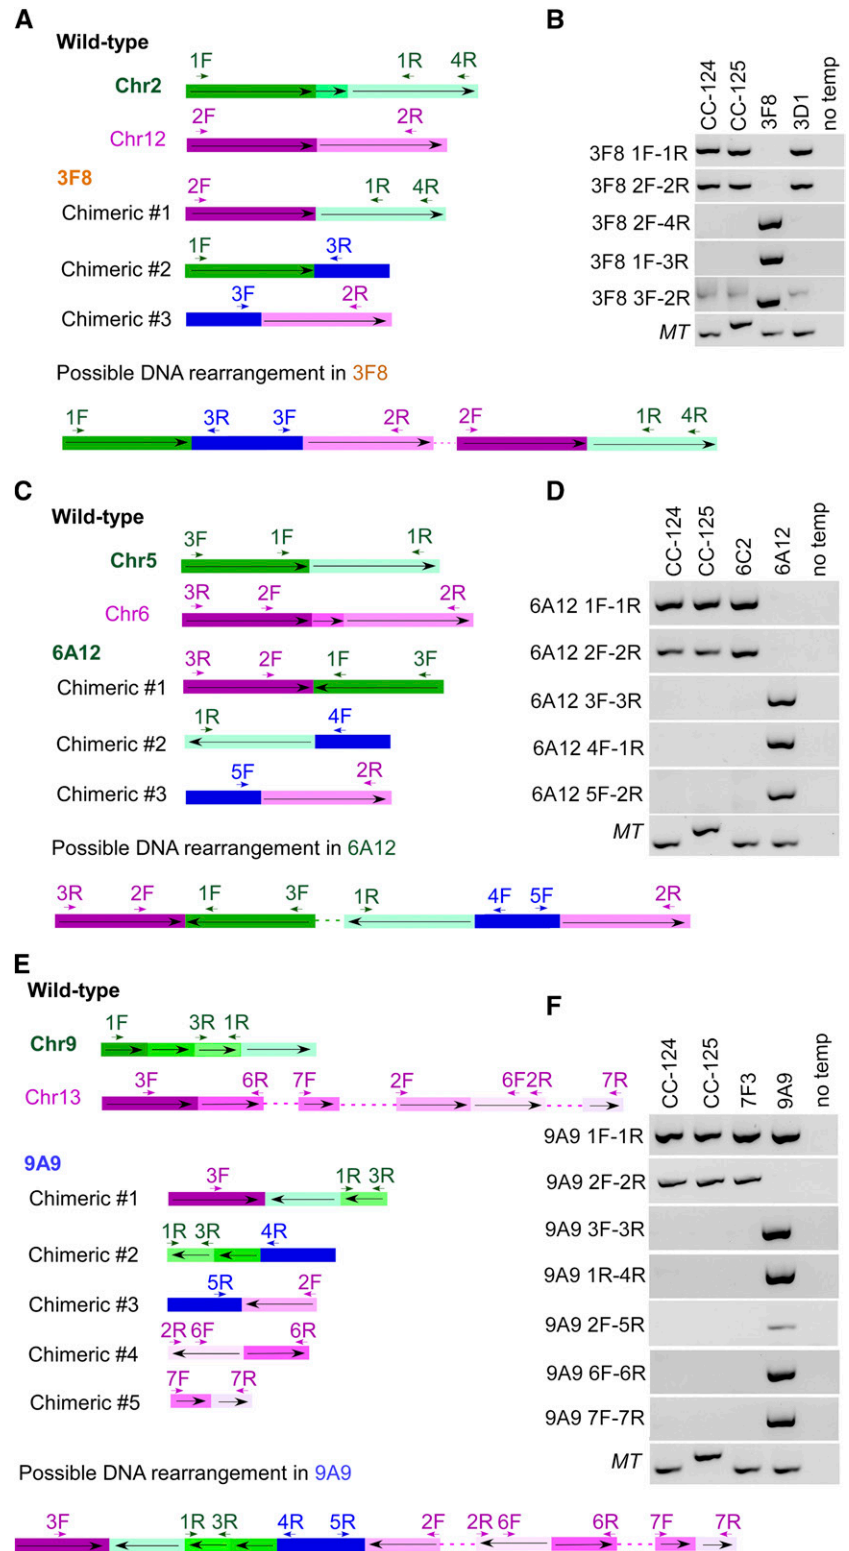 A
Wild-type
1F 1R 4R
Chr2
2F 2R
Chr12
3F8
2F 1R 4R
Chimeric #1
1F 3R
Chimeric #2
3F 2R
Chimeric #3
Possible DNA rearrangement in 3F8
1F 3R 3F 2R 2F 1R 4R
B
CC-124 CC-125 3F8 3D1 no temp
3F8 1F-1R
3F8 2F-2R
3F8 2F-4R
3F8 1F-3R
3F8 3F-2R
MT
C
Wild-type
3F 1F 1R
Chr5
3R 2F 2R
Chr6
6A12
3R 2F 1F 3F
Chimeric #1
1R 4F
Chimeric #2
5F 2R
Chimeric #3
Possible DNA rearrangement in 6A12
3R 2F 1F 3F 1R 4F 5F 2R
D
CC-124 CC-125 6C2 6A12 no temp
6A12 1F-1R
6A12 2F-2R
6A12 3F-3R
6A12 4F-1R
6A12 5F-2R
MT
E
Wild-type
1F 3R 1R
Chr9
3F 6R 7F 2F 6F 2R 7R
Chr13
9A9
3F 1R 3R
Chimeric #1
1R 3R 4R
Chimeric #2
5R 2F
Chimeric #3
2R 6F 6R
Chimeric #4
7F 7R
Chimeric #5
Possible DNA rearrangement in 9A9
3F 1R 3R 4R 5R 2F 2R 6F 6R 7F 7R
F
CC-124 CC-125 7F3 9A9 no temp
9A9 1F-1R
9A9 2F-2R
9A9 3F-3R
9A9 1R-4R
9A9 2F-5R
9A9 6F-6R
9A9 7F-7R
MT